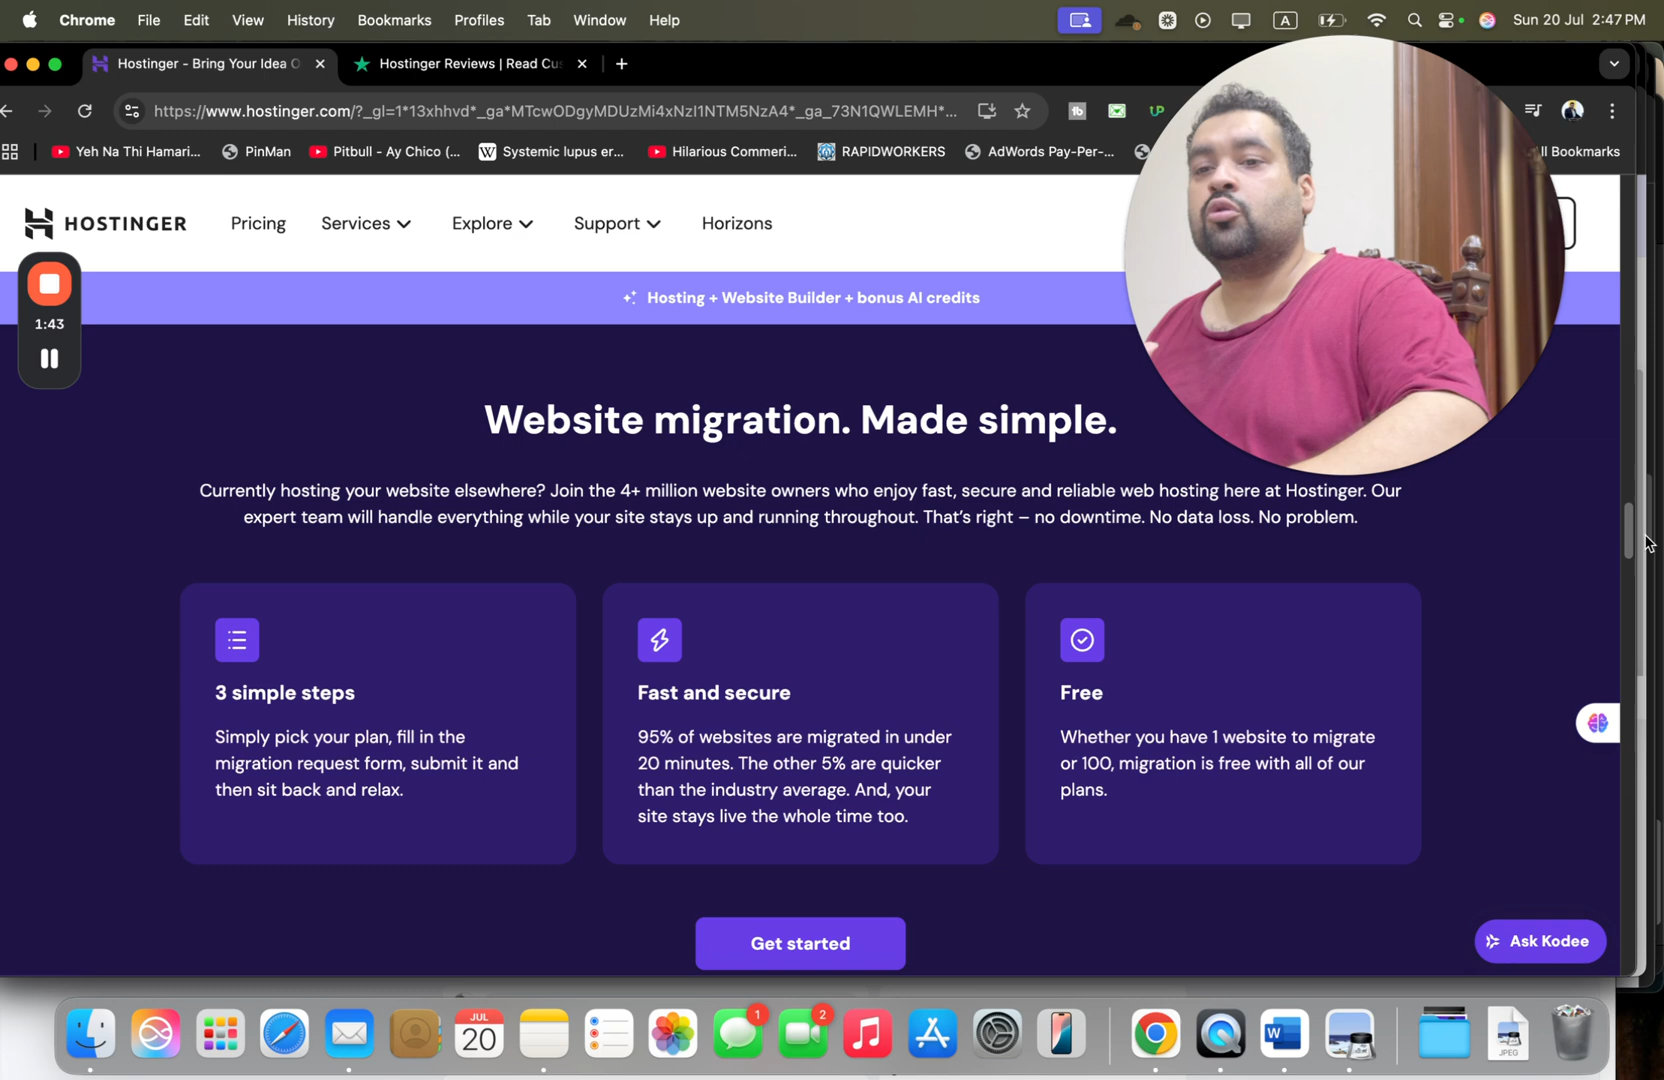 Chrome File Edit View History Bookmarks Profiles Tab Window Help
A
Sun 20 Jul 2:47 PM
Hostinger - Bring Your Idea O
Hostinger Reviews | Read Cus
https://www.hostinger.com/?_gl=1*13xhhvd*_ga*MTcwODgyMDUzMi4xNzI1NTM5NzA4*_ga_73N1QWLEMH*...
tb
UP
Yeh Na Thi Hamari...
PinMan
Pitbull - Ay Chico (...
W
Systemic lupus er...
Hilarious Commeri...
RAPIDWORKERS
AdWords Pay-Per-...
ll Bookmarks
HOSTINGER
Pricing
Services
Explore
Support
Horizons
Hosting + Website Builder + bonus AI credits
1:43
Website migration. Made simple.
Currently hosting your website elsewhere? Join the 4+ million website owners who enjoy fast, secure and reliable web hosting here at Hostinger. Our
expert team will handle everything while your site stays up and running throughout. That's right – no downtime. No data loss. No problem.
3 simple steps
Simply pick your plan, fill in the
migration request form, submit it and
then sit back and relax.
Fast and secure
95% of websites are migrated in under
20 minutes. The other 5% are quicker
than the industry average. And, your
site stays live the whole time too.
Free
Whether you have 1 website to migrate
or 100, migration is free with all of our
plans.
Get started
Ask Kodee
JUL
20
1
2
W
JPEG